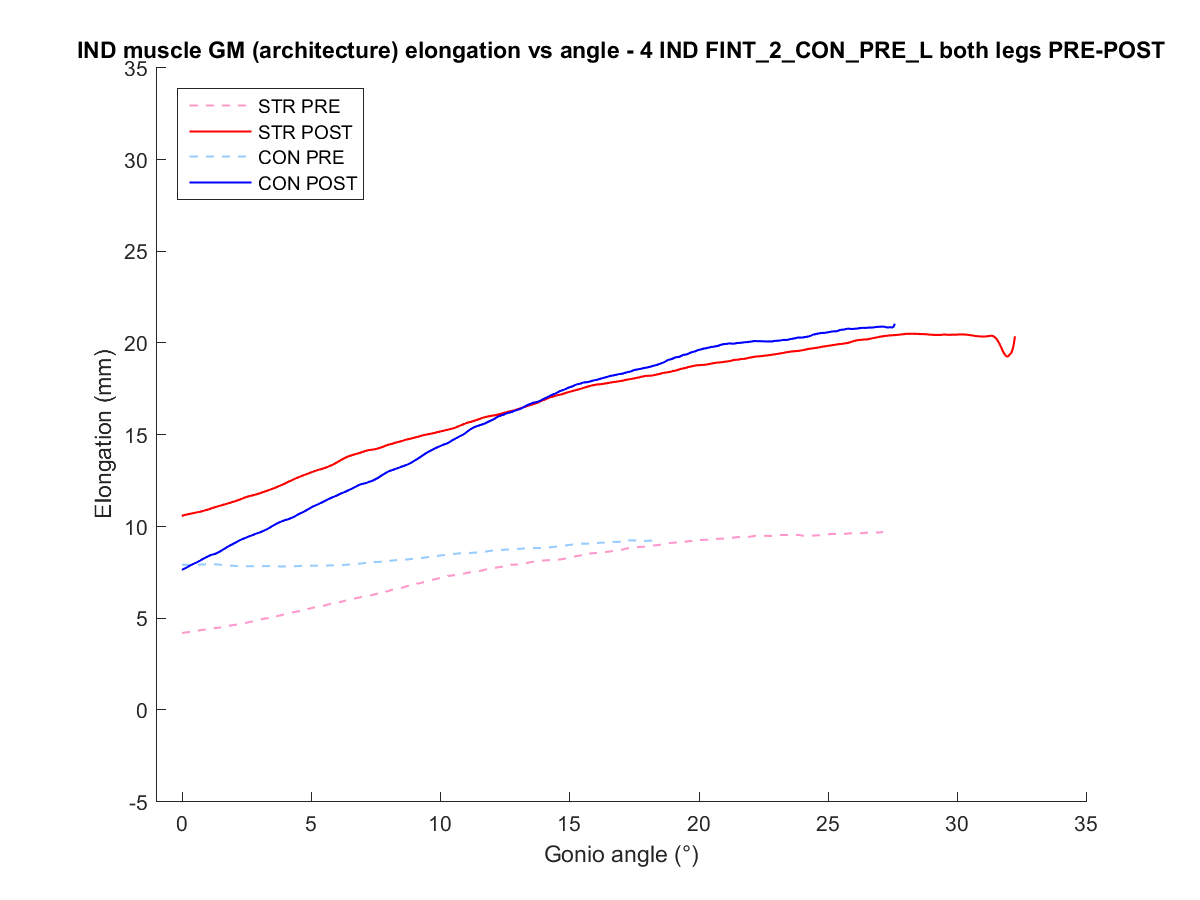 IND muscle GM (architecture) elongation vs angle - 4 IND FINT_2_CON_PRE_L both legs PRE-POST
35
30
25
20
15
10
5
0
-5
STR PRE
STR POST
CON PRE
CON POST
Elongation (mm)
0 5 10 15 20 25 30 35
Gonio angle (°)